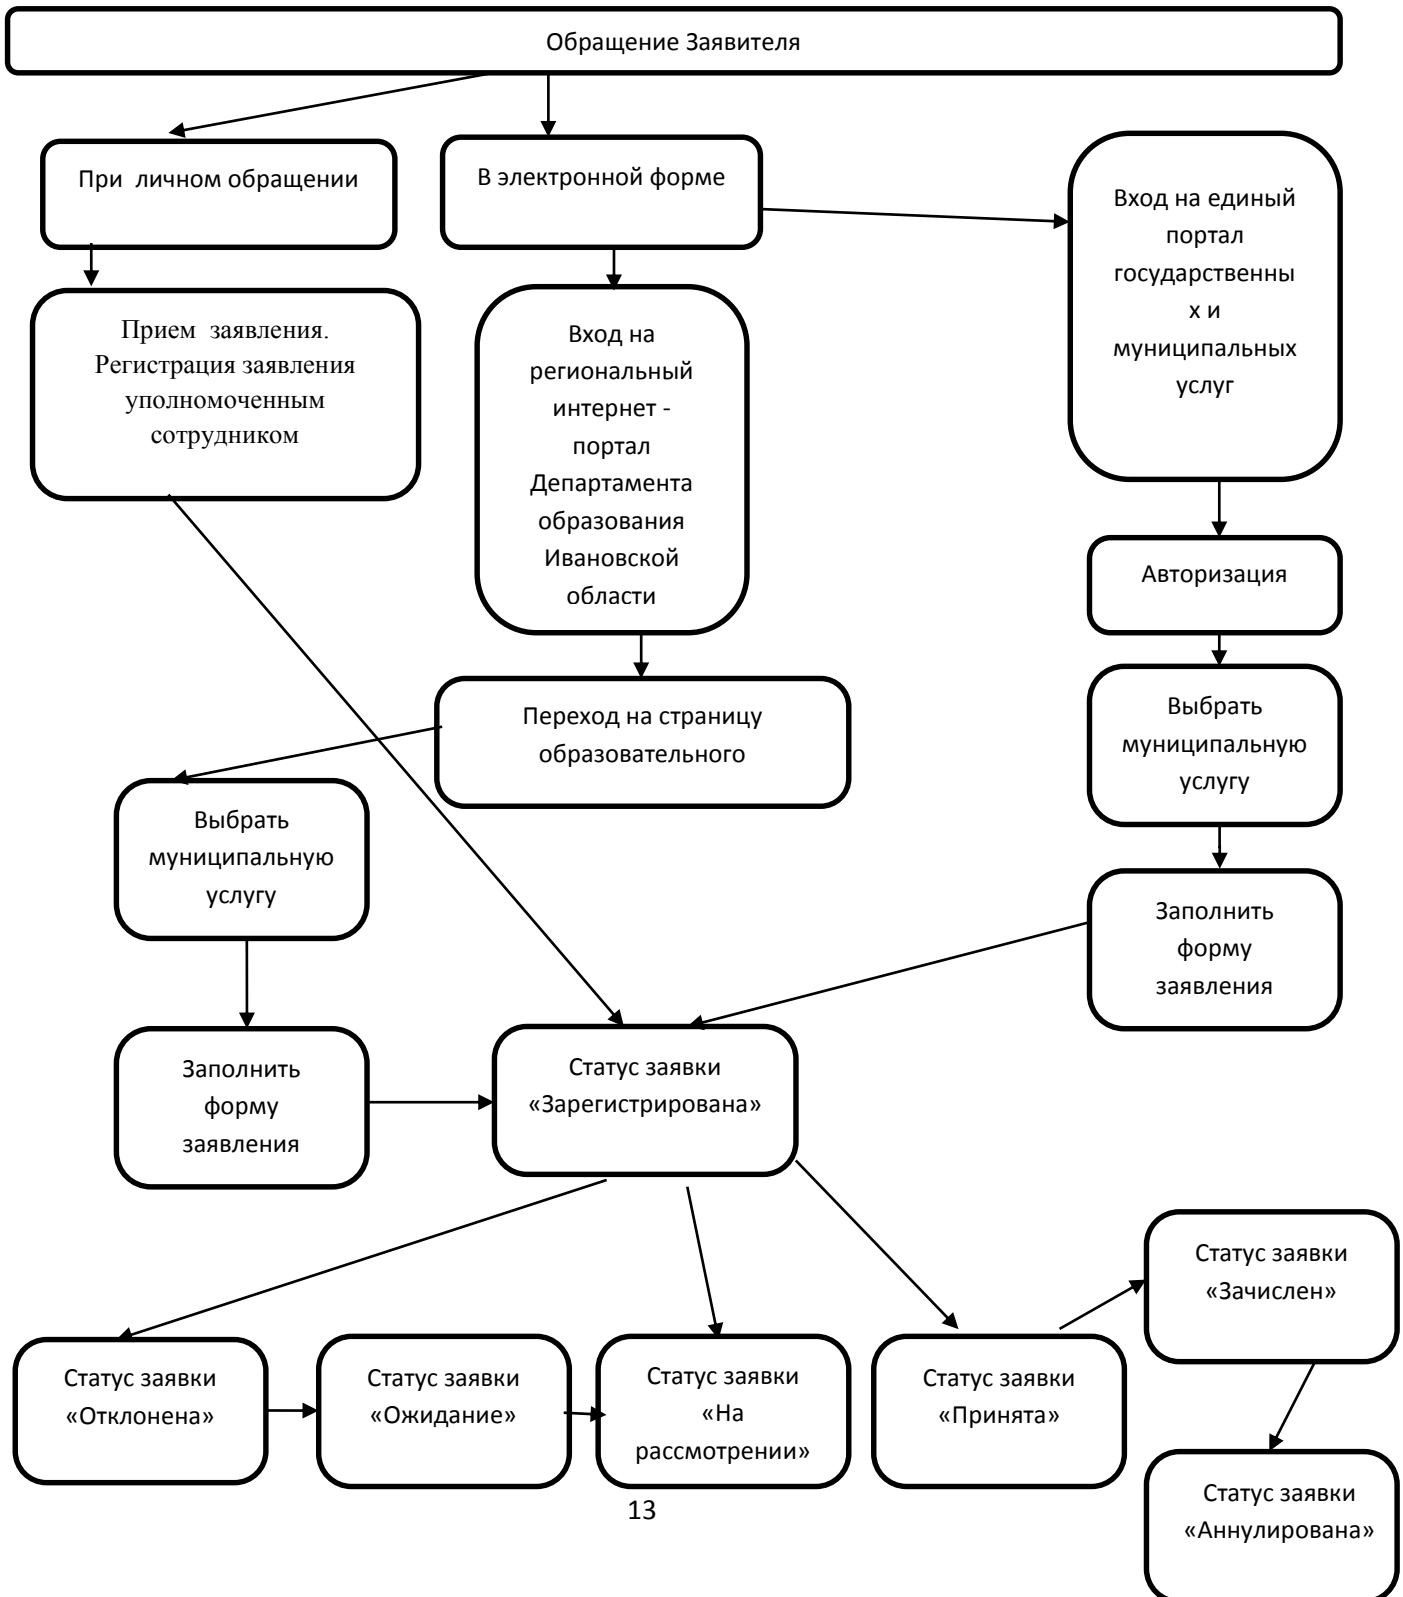 Обращение Заявителя
При личном обращении
В электронной форме
Вход на единый
портал
государственны
х и
муниципальных
услуг
Прием заявления.
Регистрация заявления
уполномоченным
сотрудником
Вход на
региональный
интернет -
портал
Департамента
образования
Ивановской
области
Авторизация
Переход на страницу
образовательного
Выбрать
муниципальную
услугу
Выбрать
муниципальную
услугу
Заполнить
форму
заявления
Заполнить
форму
заявления
Статус заявки
«Зарегистрирована»
Статус заявки
«Зачислен»
Статус заявки
«Отклонена»
Статус заявки
«Ожидание»
Статус заявки
«На
рассмотрении»
Статус заявки
«Принята»
Статус заявки
«Аннулирована»
13